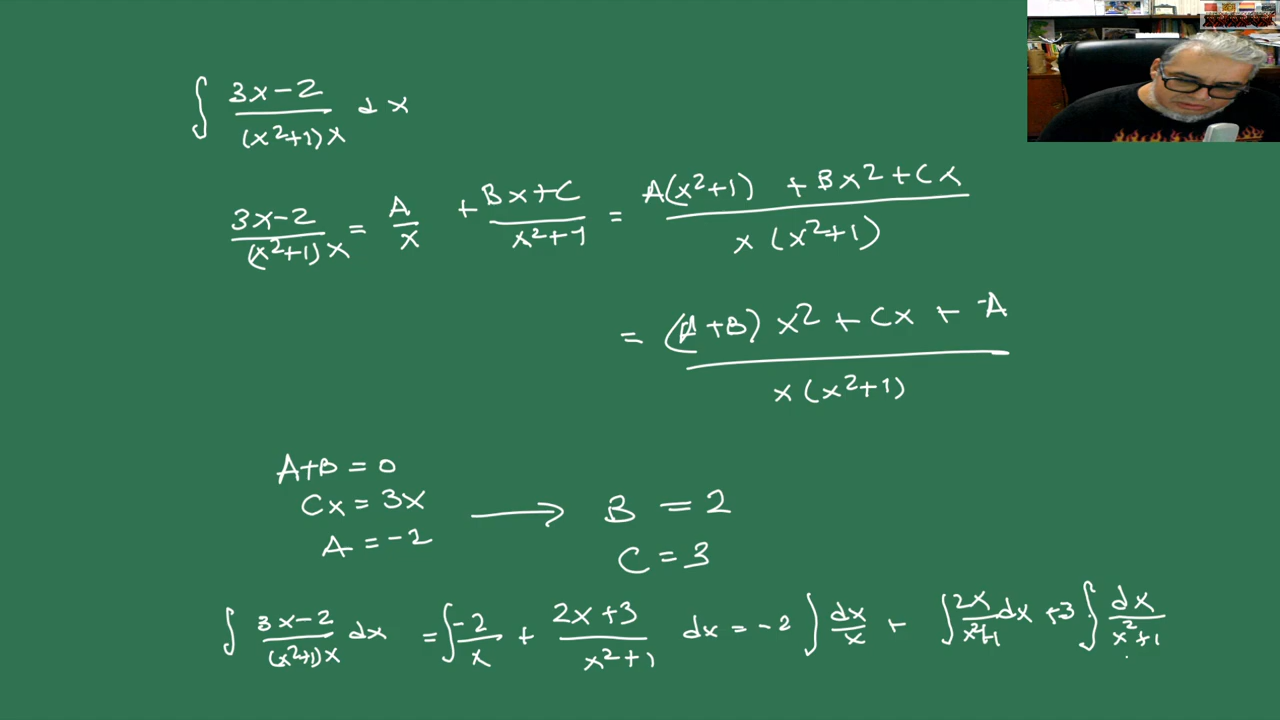 ∫ (3x-2)/((x²+1)x) dx
(3x-2)/((x²+1)x) = A/x + (Bx+C)/(x²+1) = (A(x²+1) + Bx²+Cx)/(x(x²+1))
= ((A+B)x² + Cx + A)/(x(x²+1))
A+B = 0
Cx = 3x ⟶ B = 2
A = -2 C = 3
∫ (3x-2)/((x²+1)x) dx = ∫ -2/x + (2x+3)/(x²+1) dx = -2 ∫ dx/x + ∫ 2x/(x²+1) dx +3 ∫ dx/(x²+1)